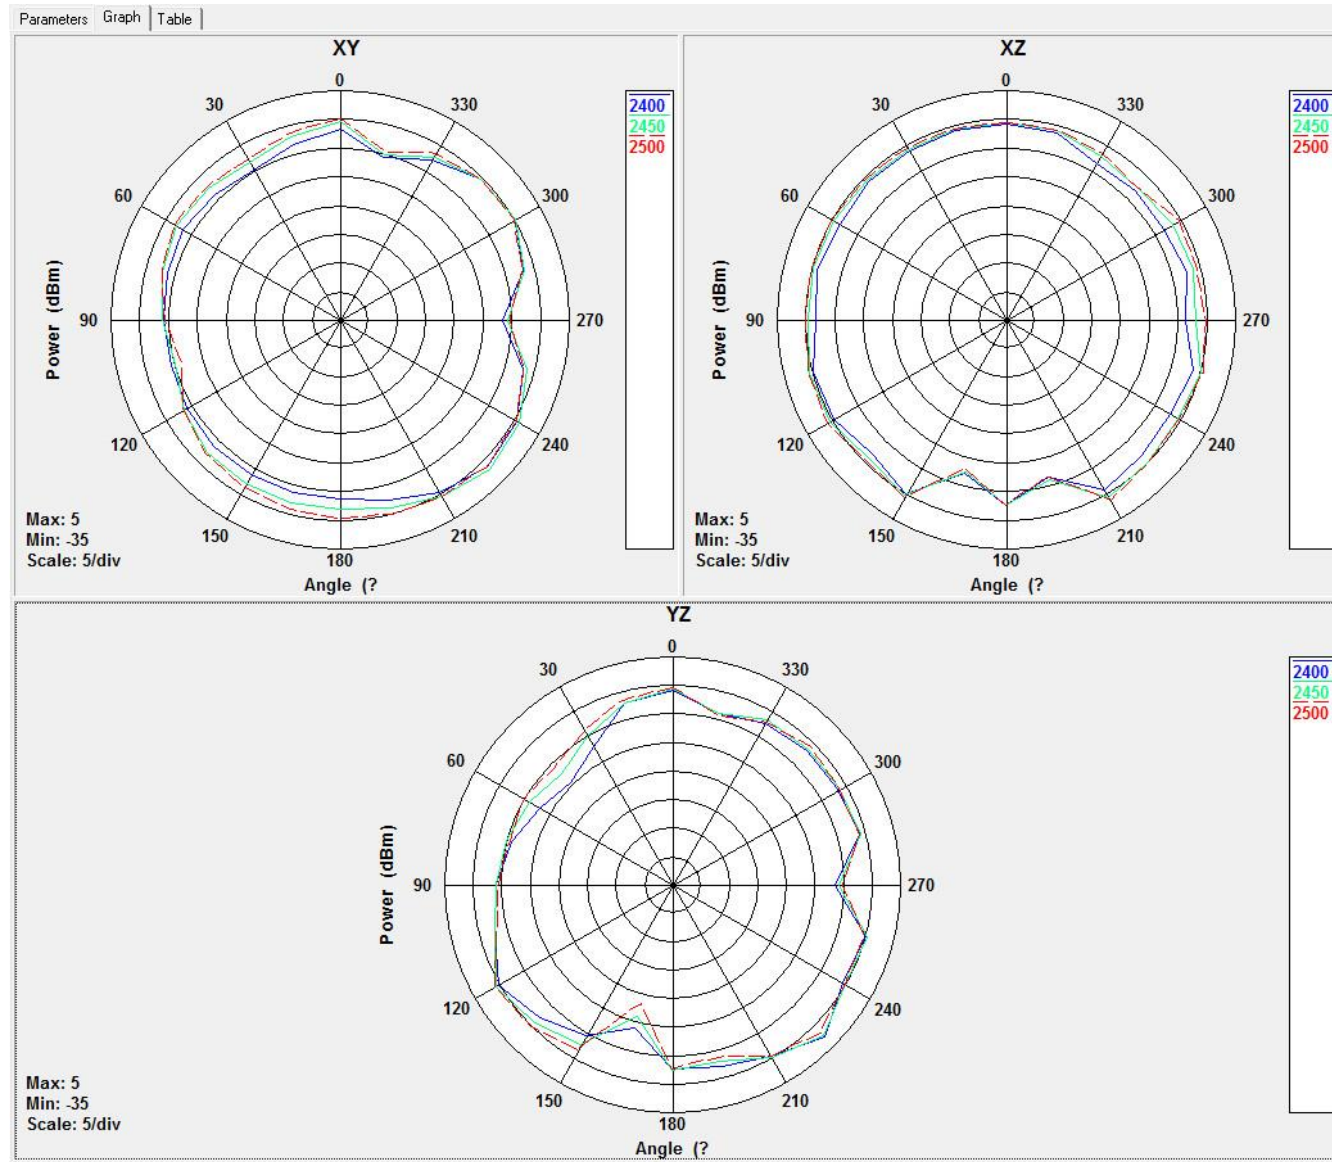 Parameters Graph Table
XY
0
30 330
60 300
90 270
120 240
150 210
180
Power (dBm)
Angle (?
Max: 5
Min: -35
Scale: 5/div
2400
2450
2500
XZ
0
30 330
60 300
90 270
120 240
150 210
180
Power (dBm)
Angle (?
Max: 5
Min: -35
Scale: 5/div
2400
2450
2500
YZ
0
30 330
60 300
90 270
120 240
150 210
180
Power (dBm)
Angle (?
Max: 5
Min: -35
Scale: 5/div
2400
2450
2500